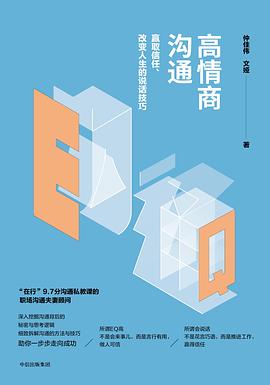 仲佳伟 文娅
著
高情商
沟通
赢取信任、
改变人生的说话技巧
E
Q
“在行”9.7分沟通私教课的
职场沟通夫妻顾问
深入挖掘沟通背后的
秘密与思考逻辑
细致拆解沟通的方法与技巧
助你一步步走向成功
所谓EQ高
不是会来事儿，而是言行有用，
做人可信
所谓会说话
不是花言巧语，而是推进工作，
赢得信任
中信出版集团